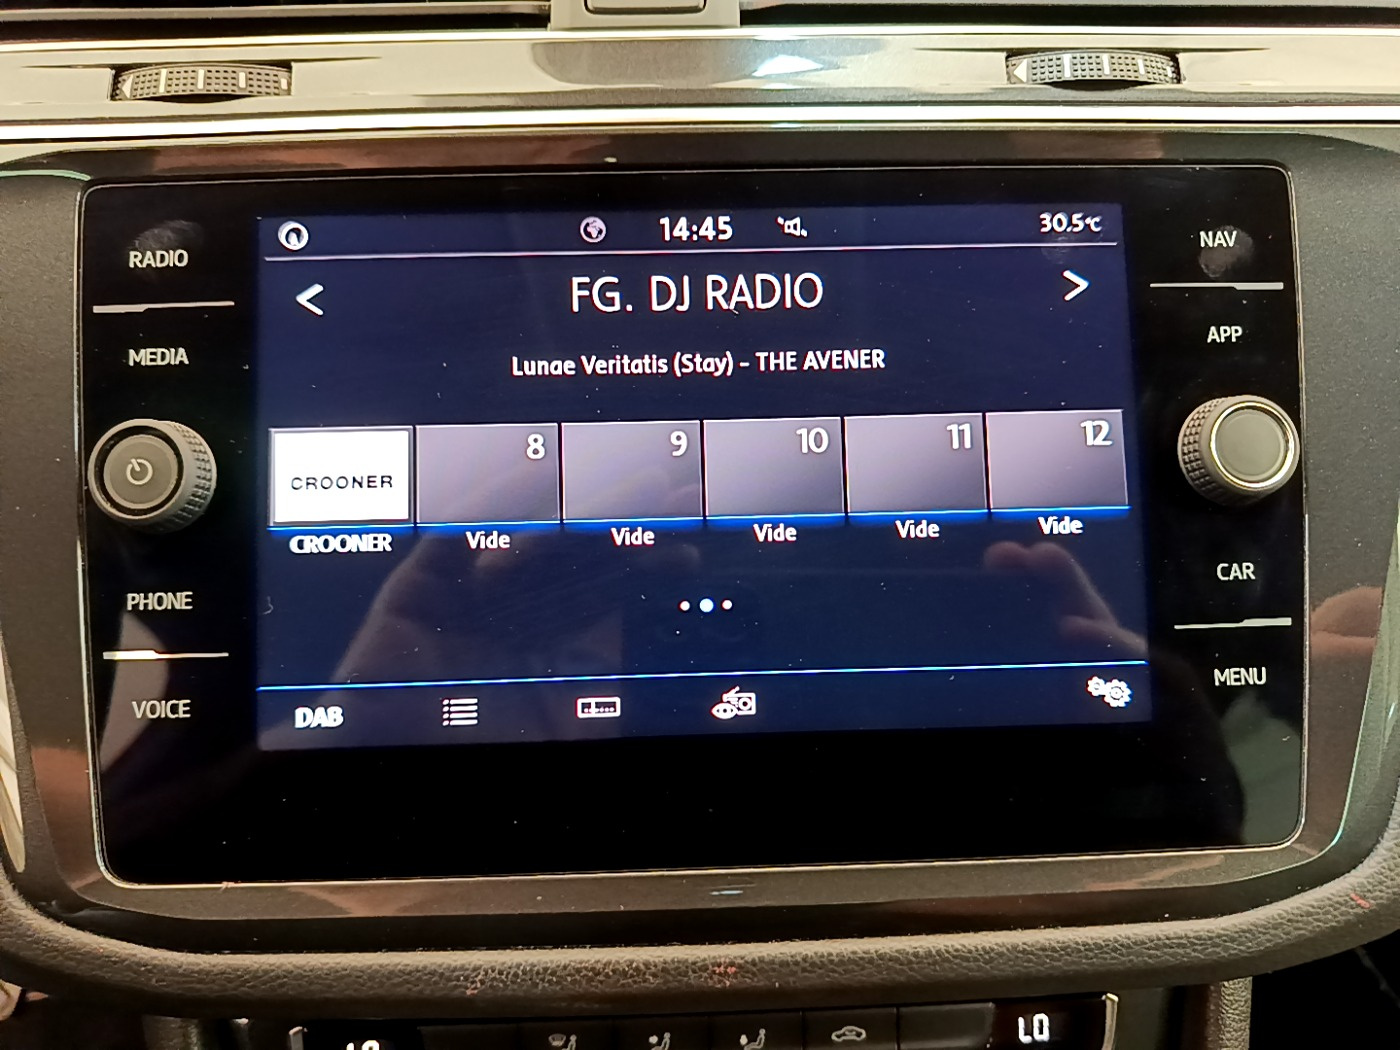 14:45 30.5°C
RADIO NAV
< FG. DJ RADIO >
MEDIA APP
Lunae Veritatis (Stay) - THE AVENER
CROONER 8 9 10 11 12
CROONER Vide Vide Vide Vide Vide
PHONE CAR
VOICE MENU
DAB
LO